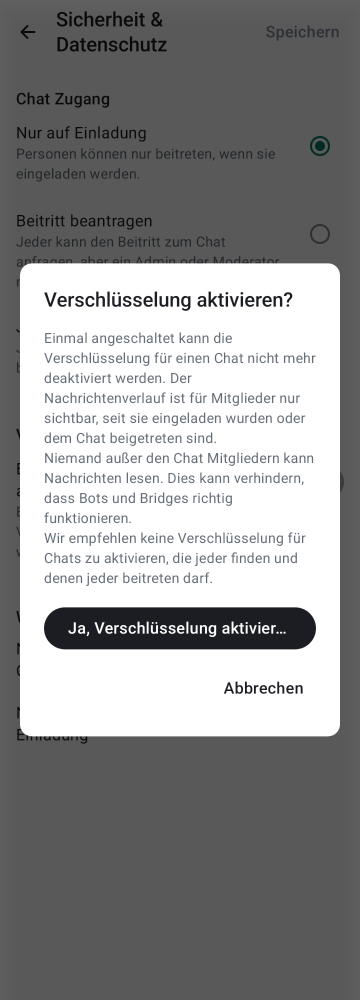 Sicherheit &
Datenschutz
Speichern
Chat Zugang
Nur auf Einladung
Personen können nur beitreten, wenn sie
eingeladen werden.
Beitritt beantragen
Jeder kann den Beitritt zum Chat
anfragen, aber ein Admin oder Moderator
Verschlüsselung aktivieren?
Einmal angeschaltet kann die
Verschlüsselung für einen Chat nicht mehr
deaktiviert werden. Der
Nachrichtenverlauf ist für Mitglieder nur
sichtbar, seit sie eingeladen wurden oder
dem Chat beigetreten sind.
Niemand außer den Chat Mitgliedern kann
Nachrichten lesen. Dies kann verhindern,
dass Bots und Bridges richtig
funktionieren.
Wir empfehlen keine Verschlüsselung für
Chats zu aktivieren, die jeder finden und
denen jeder beitreten darf.
Ja, Verschlüsselung aktivier...
Abbrechen
Einladung